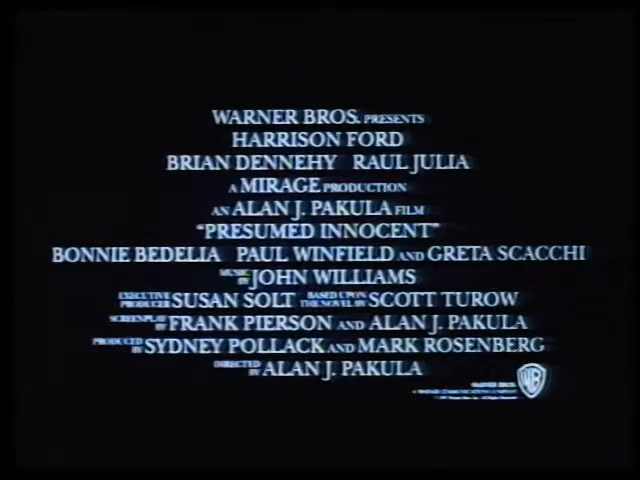 WARNER BROS. PRESENTS
HARRISON FORD
BRIAN DENNEHY RAUL JULIA
A MIRAGE PRODUCTION
AN ALAN J. PAKULA FILM
"PRESUMED INNOCENT"
BONNIE BEDELIA PAUL WINFIELD AND GRETA SCACCHI
MUSIC BY JOHN WILLIAMS
EXECUTIVE PRODUCER SUSAN SOLT BASED UPON THE NOVEL BY SCOTT TUROW
SCREENPLAY BY FRANK PIERSON AND ALAN J. PAKULA
PRODUCED BY SYDNEY POLLACK AND MARK ROSENBERG
DIRECTED BY ALAN J. PAKULA
WARNER BROS.
WB